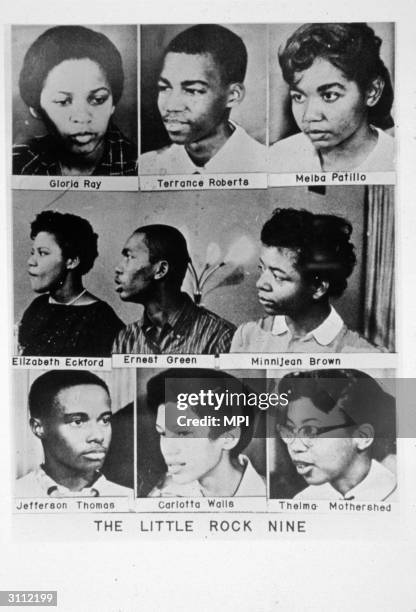 Gloria Ray
Terrance Roberts
Melba Patillo
Elizabeth Eckford
Ernest Green
Minnijean Brown
gettyimages
Credit: MPI
Jefferson Thomas
Carlotta Walls
Thelma Mothershed
THE LITTLE ROCK NINE
3112199